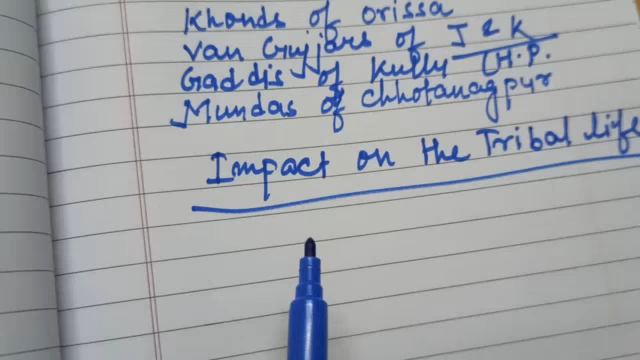 Khonds of Orissa
Van Gujjars of J & K
Gaddis of Kullu (H.P.
Mundas of Chhotanagpur
Impact on the Tribal life